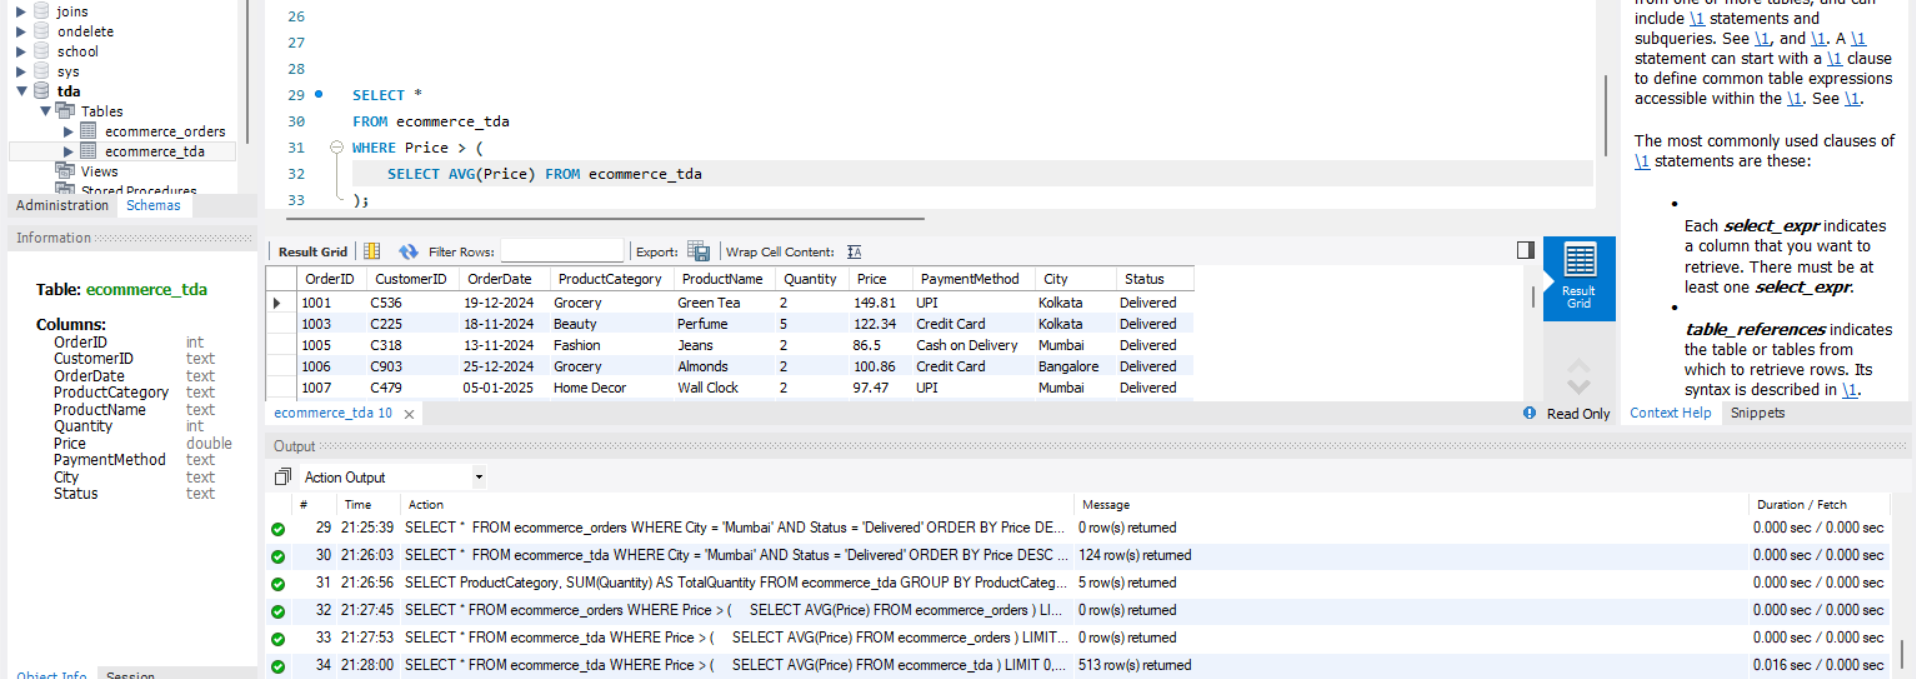 joins
ondelete
school
sys
tda
Tables
ecommerce_orders
ecommerce_tda
Views
Stored Procedures
Administration Schemas
Information
Table: ecommerce_tda
Columns:
OrderID int
CustomerID text
OrderDate text
ProductCategory text
ProductName text
Quantity int
Price double
PaymentMethod text
City text
Status text
Object Info Session
26
27
28
29 SELECT *
30 FROM ecommerce_tda
31 WHERE Price > (
32 SELECT AVG(Price) FROM ecommerce_tda
33 );
Result Grid Filter Rows: Export: Wrap Cell Content:
OrderID CustomerID OrderDate ProductCategory ProductName Quantity Price PaymentMethod City Status
1001 C536 19-12-2024 Grocery Green Tea 2 149.81 UPI Kolkata Delivered
1003 C225 18-11-2024 Beauty Perfume 5 122.34 Credit Card Kolkata Delivered
1005 C318 13-11-2024 Fashion Jeans 2 86.5 Cash on Delivery Mumbai Delivered
1006 C903 25-12-2024 Grocery Almonds 2 100.86 Credit Card Bangalore Delivered
1007 C479 05-01-2025 Home Decor Wall Clock 2 97.47 UPI Mumbai Delivered
Result
Grid
ecommerce_tda 10
Read Only
from one or more tables, and can
include \1 statements and
subqueries. See \1, and \1. A \1
statement can start with a \1 clause
to define common table expressions
accessible within the \1. See \1.
The most commonly used clauses of
\1 statements are these:
Each select_expr indicates
a column that you want to
retrieve. There must be at
least one select_expr.
table_references indicates
the table or tables from
which to retrieve rows. Its
syntax is described in \1.
Context Help Snippets
Output
Action Output
# Time Action Message Duration / Fetch
29 21:25:39 SELECT * FROM ecommerce_orders WHERE City = 'Mumbai' AND Status = 'Delivered' ORDER BY Price DE... 0 row(s) returned 0.000 sec / 0.000 sec
30 21:26:03 SELECT * FROM ecommerce_tda WHERE City = 'Mumbai' AND Status = 'Delivered' ORDER BY Price DESC ... 124 row(s) returned 0.000 sec / 0.000 sec
31 21:26:56 SELECT ProductCategory, SUM(Quantity) AS TotalQuantity FROM ecommerce_tda GROUP BY ProductCateg... 5 row(s) returned 0.000 sec / 0.000 sec
32 21:27:45 SELECT * FROM ecommerce_orders WHERE Price > ( SELECT AVG(Price) FROM ecommerce_orders ) LI... 0 row(s) returned 0.000 sec / 0.000 sec
33 21:27:53 SELECT * FROM ecommerce_tda WHERE Price > ( SELECT AVG(Price) FROM ecommerce_orders ) LIMIT... 0 row(s) returned 0.000 sec / 0.000 sec
34 21:28:00 SELECT * FROM ecommerce_tda WHERE Price > ( SELECT AVG(Price) FROM ecommerce_tda ) LIMIT 0,... 513 row(s) returned 0.016 sec / 0.000 sec